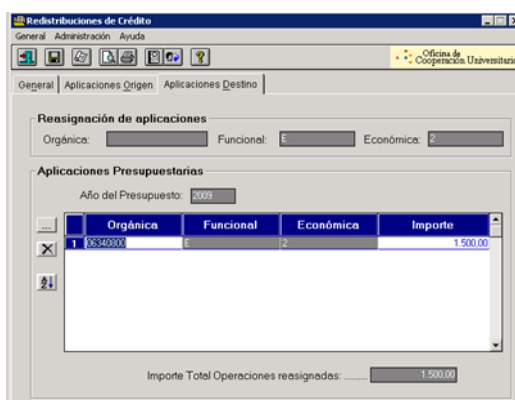 Redistribuciones de Crédito
General Administración Ayuda
Oficina de
Cooperación Universitaria
General Aplicaciones Origen Aplicaciones Destino
Reasignación de aplicaciones
Orgánica: Funcional: E Económica: 2
Aplicaciones Presupuestarias
Año del Presupuesto: 2009
... Orgánica Funcional Económica Importe
1 06340800 E 2 1.500,00
Importe Total Operaciones reasignadas: ......... 1.500,00